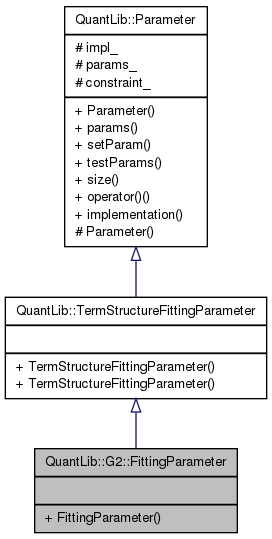 QuantLib::Parameter
# impl_
# params_
# constraint_
+ Parameter()
+ params()
+ setParam()
+ testParams()
+ size()
+ operator()()
+ implementation()
# Parameter()
QuantLib::TermStructureFittingParameter
+ TermStructureFittingParameter()
+ TermStructureFittingParameter()
QuantLib::G2::FittingParameter
+ FittingParameter()